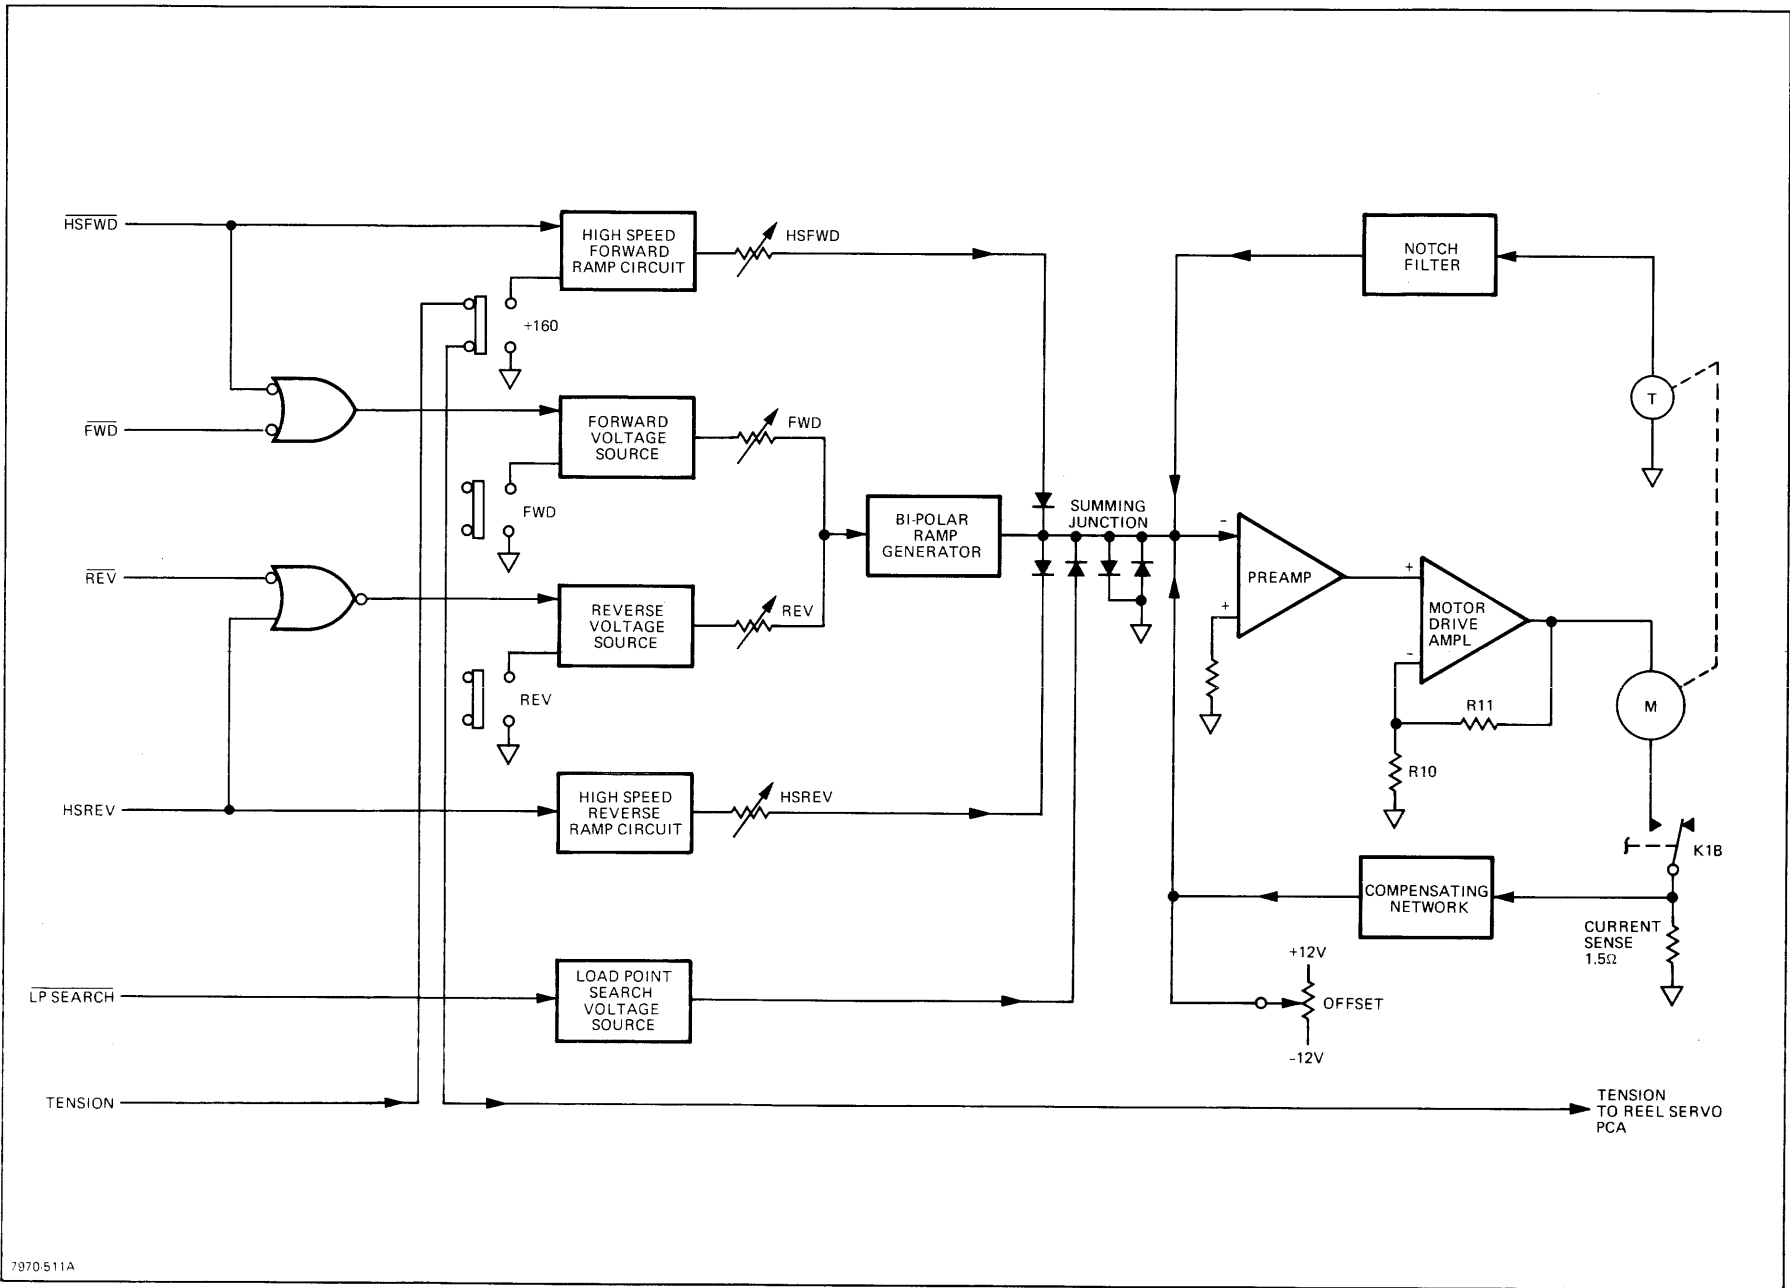 HSFWD
HIGH SPEED
FORWARD
RAMP CIRCUIT
HSFWD
NOTCH
FILTER
+160
T
FWD
FORWARD
VOLTAGE
SOURCE
FWD
FWD
BI-POLAR
RAMP
GENERATOR
SUMMING
JUNCTION
-
PREAMP
+
+
MOTOR
DRIVE
AMPL
-
REV
REVERSE
VOLTAGE
SOURCE
REV
REV
R11
M
R10
HSREV
HIGH SPEED
REVERSE
RAMP CIRCUIT
HSREV
K1B
COMPENSATING
NETWORK
CURRENT
SENSE
1.5Ω
+12V
OFFSET
-12V
LP SEARCH
LOAD POINT
SEARCH
VOLTAGE
SOURCE
TENSION
TENSION
TO REEL SERVO
PCA
7970-511A